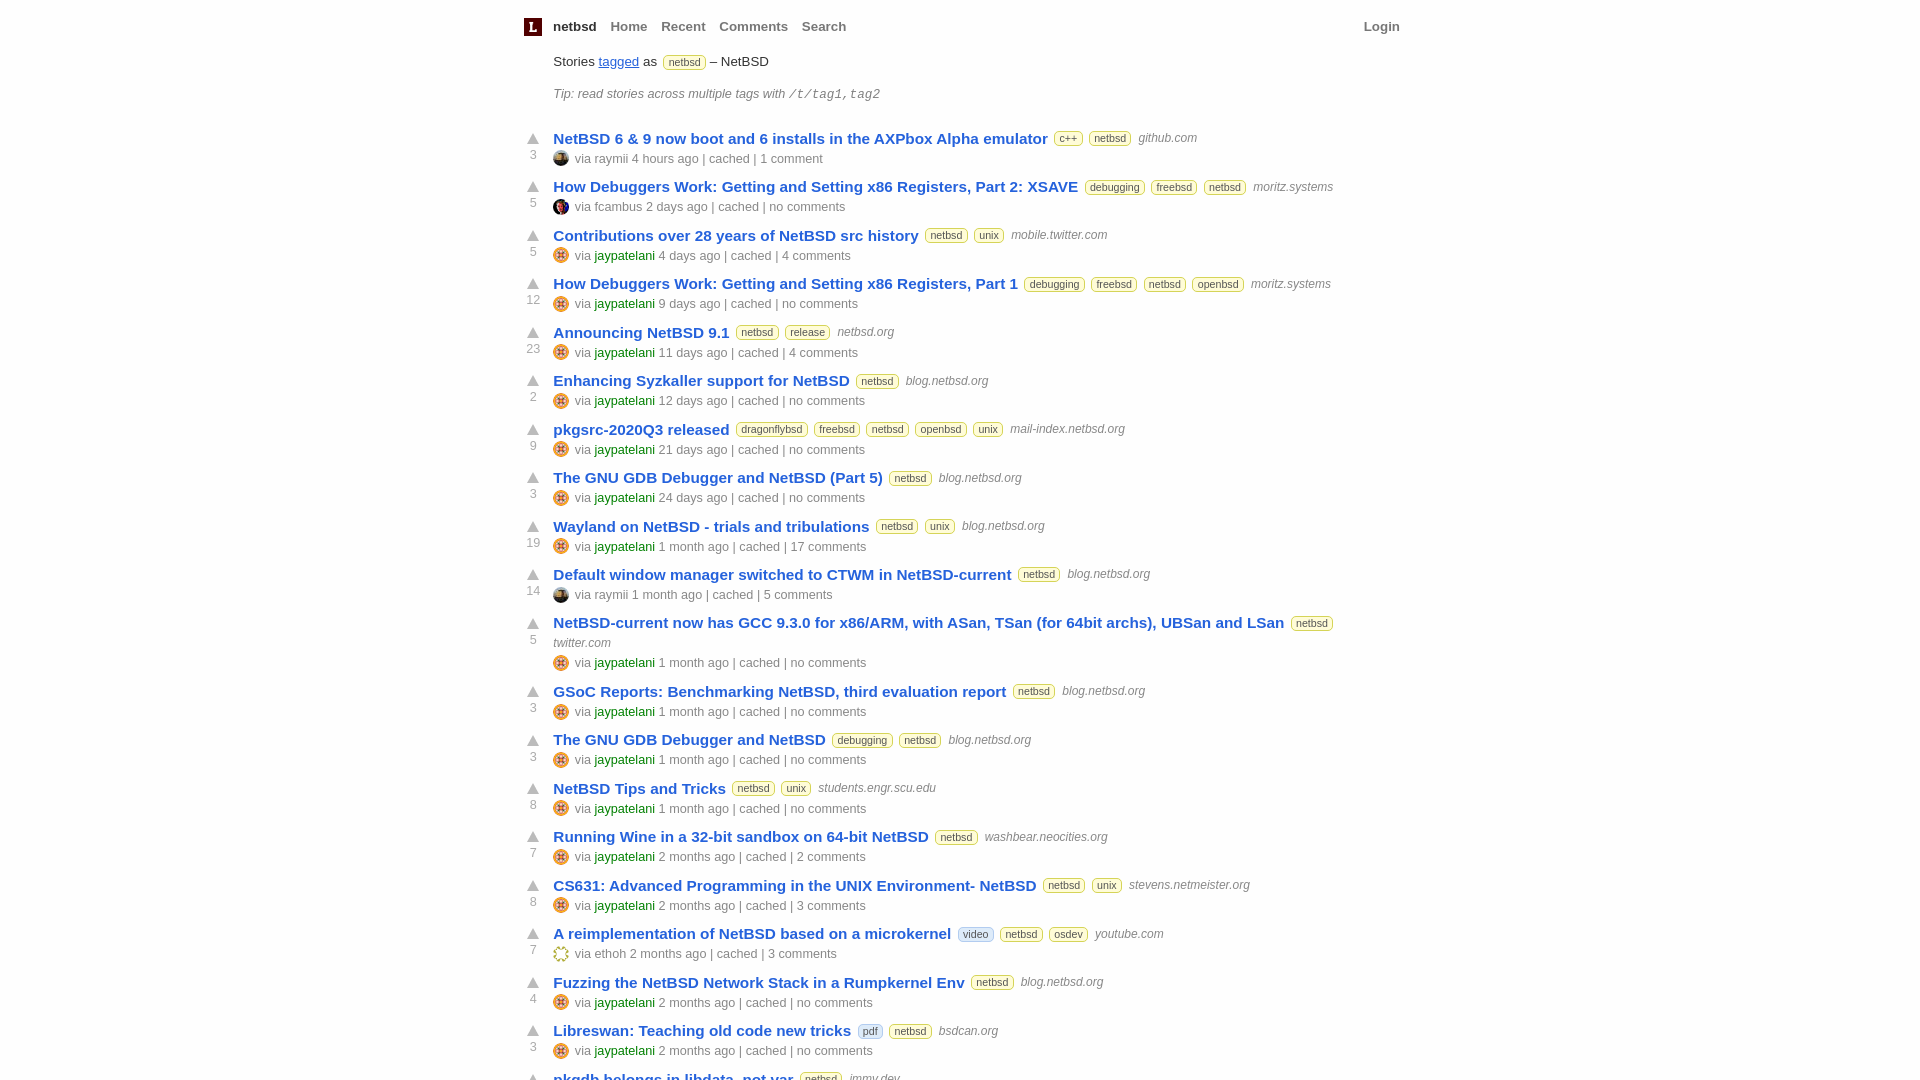 L netbsd Home Recent Comments Search Login
Stories tagged as netbsd – NetBSD
Tip: read stories across multiple tags with /t/tag1,tag2
NetBSD 6 & 9 now boot and 6 installs in the AXPbox Alpha emulator c++ netbsd github.com
3 via raymii 4 hours ago | cached | 1 comment
How Debuggers Work: Getting and Setting x86 Registers, Part 2: XSAVE debugging freebsd netbsd moritz.systems
5 via fcambus 2 days ago | cached | no comments
Contributions over 28 years of NetBSD src history netbsd unix mobile.twitter.com
5 via jaypatelani 4 days ago | cached | 4 comments
How Debuggers Work: Getting and Setting x86 Registers, Part 1 debugging freebsd netbsd openbsd moritz.systems
12 via jaypatelani 9 days ago | cached | no comments
Announcing NetBSD 9.1 netbsd release netbsd.org
23 via jaypatelani 11 days ago | cached | 4 comments
Enhancing Syzkaller support for NetBSD netbsd blog.netbsd.org
2 via jaypatelani 12 days ago | cached | no comments
pkgsrc-2020Q3 released dragonflybsd freebsd netbsd openbsd unix mail-index.netbsd.org
9 via jaypatelani 21 days ago | cached | no comments
The GNU GDB Debugger and NetBSD (Part 5) netbsd blog.netbsd.org
3 via jaypatelani 24 days ago | cached | no comments
Wayland on NetBSD - trials and tribulations netbsd unix blog.netbsd.org
19 via jaypatelani 1 month ago | cached | 17 comments
Default window manager switched to CTWM in NetBSD-current netbsd blog.netbsd.org
14 via raymii 1 month ago | cached | 5 comments
NetBSD-current now has GCC 9.3.0 for x86/ARM, with ASan, TSan (for 64bit archs), UBSan and LSan netbsd
5 twitter.com
via jaypatelani 1 month ago | cached | no comments
GSoC Reports: Benchmarking NetBSD, third evaluation report netbsd blog.netbsd.org
3 via jaypatelani 1 month ago | cached | no comments
The GNU GDB Debugger and NetBSD debugging netbsd blog.netbsd.org
3 via jaypatelani 1 month ago | cached | no comments
NetBSD Tips and Tricks netbsd unix students.engr.scu.edu
8 via jaypatelani 1 month ago | cached | no comments
Running Wine in a 32-bit sandbox on 64-bit NetBSD netbsd washbear.neocities.org
7 via jaypatelani 2 months ago | cached | 2 comments
CS631: Advanced Programming in the UNIX Environment- NetBSD netbsd unix stevens.netmeister.org
8 via jaypatelani 2 months ago | cached | 3 comments
A reimplementation of NetBSD based on a microkernel video netbsd osdev youtube.com
7 via ethoh 2 months ago | cached | 3 comments
Fuzzing the NetBSD Network Stack in a Rumpkernel Env netbsd blog.netbsd.org
4 via jaypatelani 2 months ago | cached | no comments
Libreswan: Teaching old code new tricks pdf netbsd bsdcan.org
3 via jaypatelani 2 months ago | cached | no comments
pkgdb belongs in libdata, not var netbsd jmmv.dev